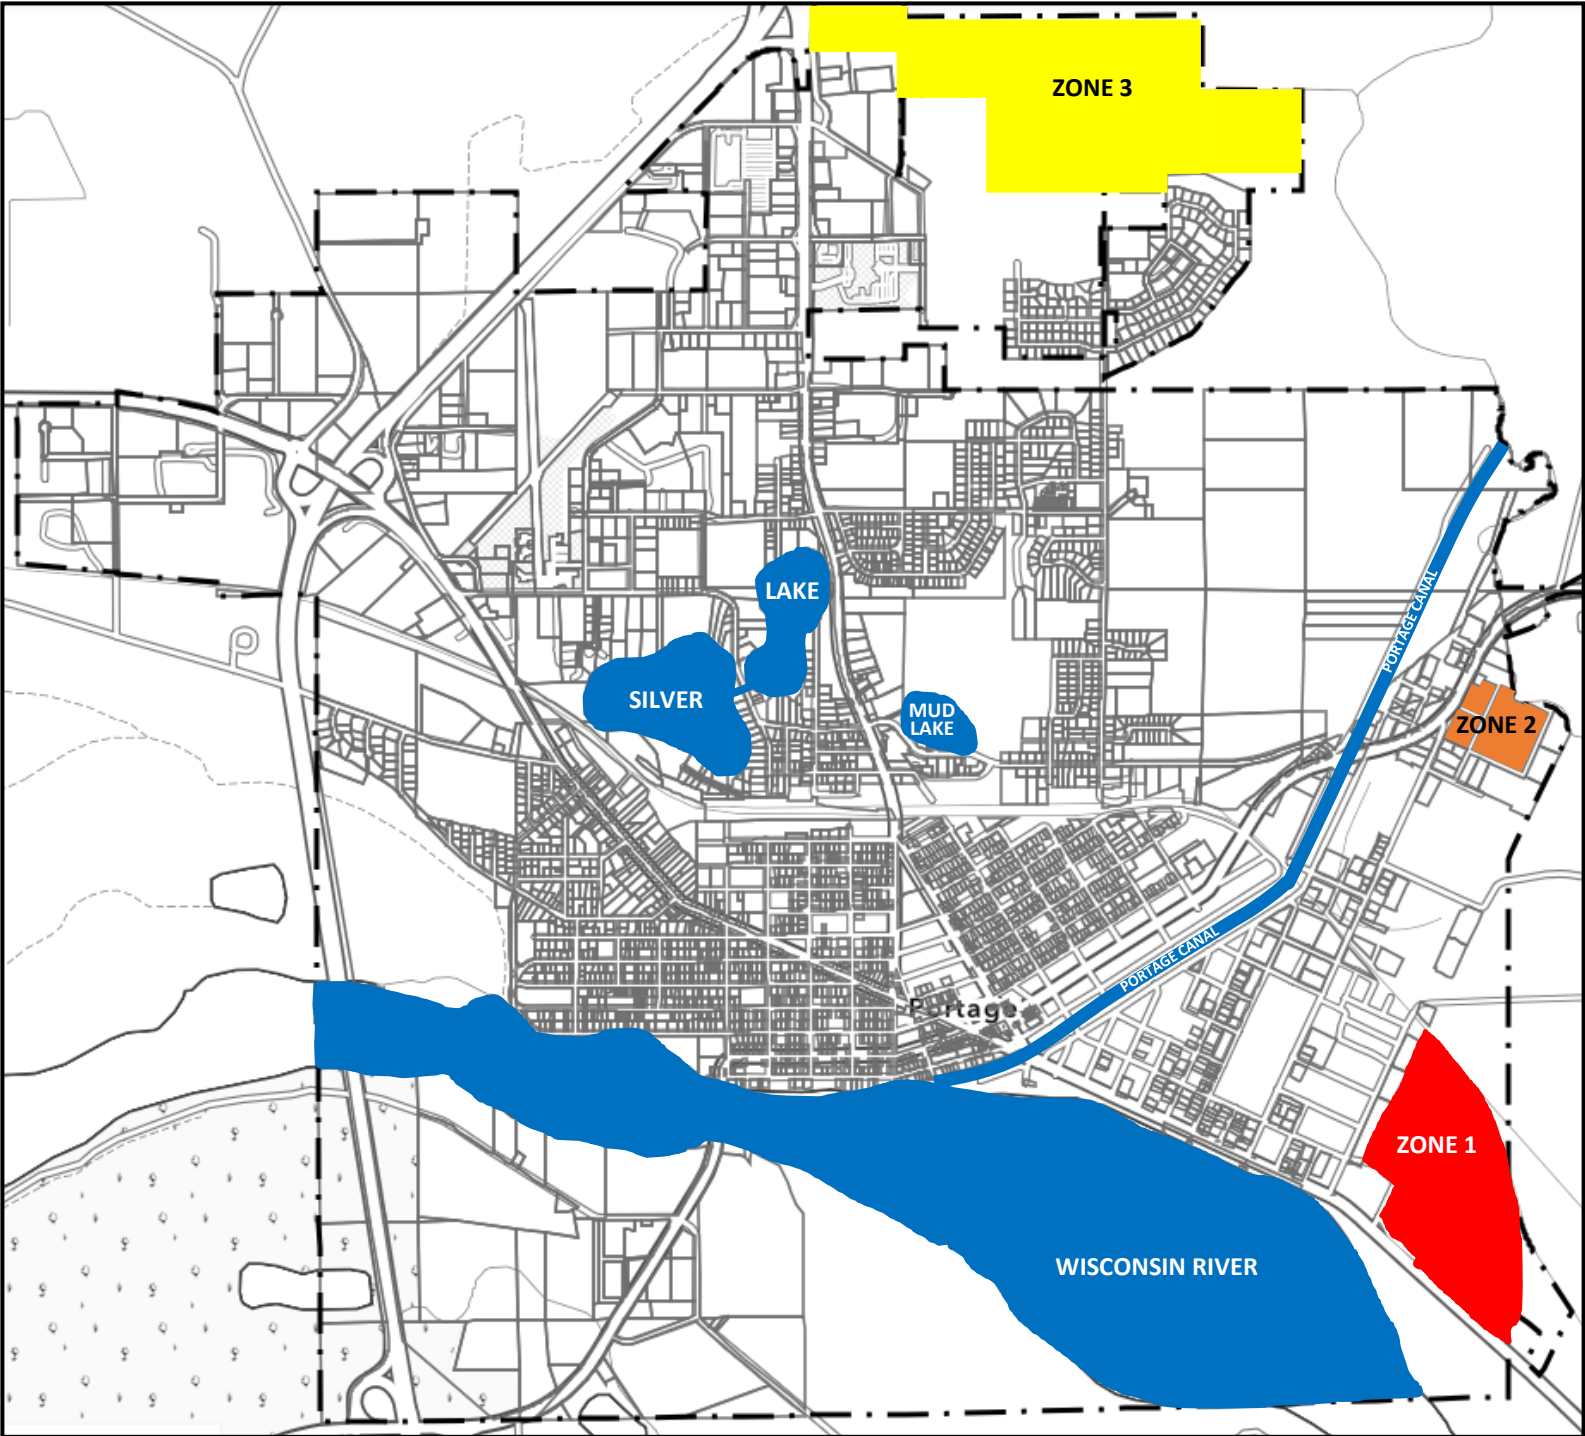 ZONE 3
LAKE
SILVER
MUD
LAKE
PORTAGE CANAL
ZONE 2
PORTAGE CANAL
Portage
ZONE 1
WISCONSIN RIVER